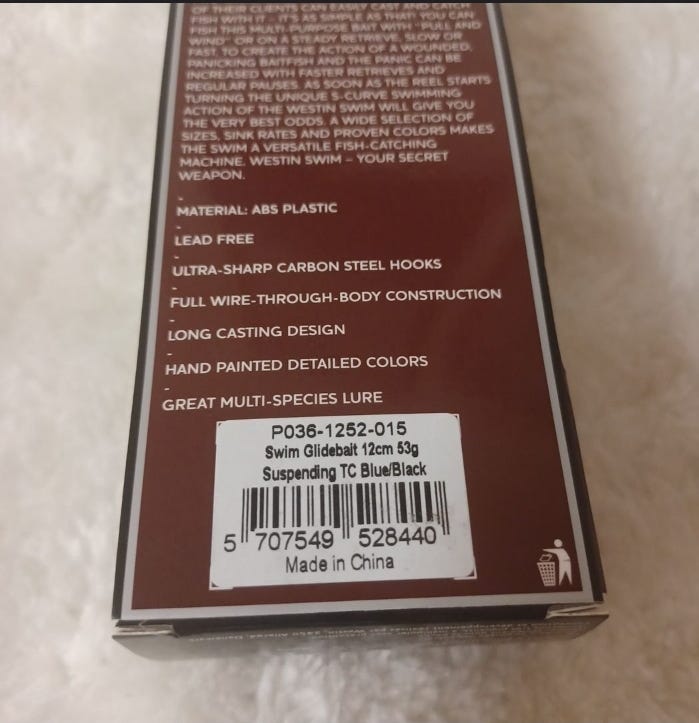 OF THEIR CLIENTS CAN EASILY CAST AND CATCH
FISH WITH IT – IT'S AS SIMPLE AS THAT! YOU CAN
FISH THIS MULTI-PURPOSE BAIT WITH "PULL AND
WIND" OR ON A STEADY RETRIEVE, SLOW OR
FAST, TO CREATE THE ACTION OF A WOUNDED,
PANICKING BAITFISH AND THE PANIC CAN BE
INCREASED WITH FASTER RETRIEVES AND
REGULAR PAUSES. AS SOON AS THE REEL STARTS
TURNING THE UNIQUE S-CURVE SWIMMING
ACTION OF THE WESTIN SWIM WILL GIVE YOU
THE VERY BEST ODDS. A WIDE SELECTION OF
SIZES, SINK RATES AND PROVEN COLORS MAKES
THE SWIM A VERSATILE FISH-CATCHING
MACHINE. WESTIN SWIM – YOUR SECRET
WEAPON.
-
MATERIAL: ABS PLASTIC
-
LEAD FREE
-
ULTRA-SHARP CARBON STEEL HOOKS
-
FULL WIRE-THROUGH-BODY CONSTRUCTION
-
LONG CASTING DESIGN
-
HAND PAINTED DETAILED COLORS
-
GREAT MULTI-SPECIES LURE
P036-1252-015
Swim Glidebait 12cm 53g
Suspending TC Blue/Black
5 707549 528440
Made in China